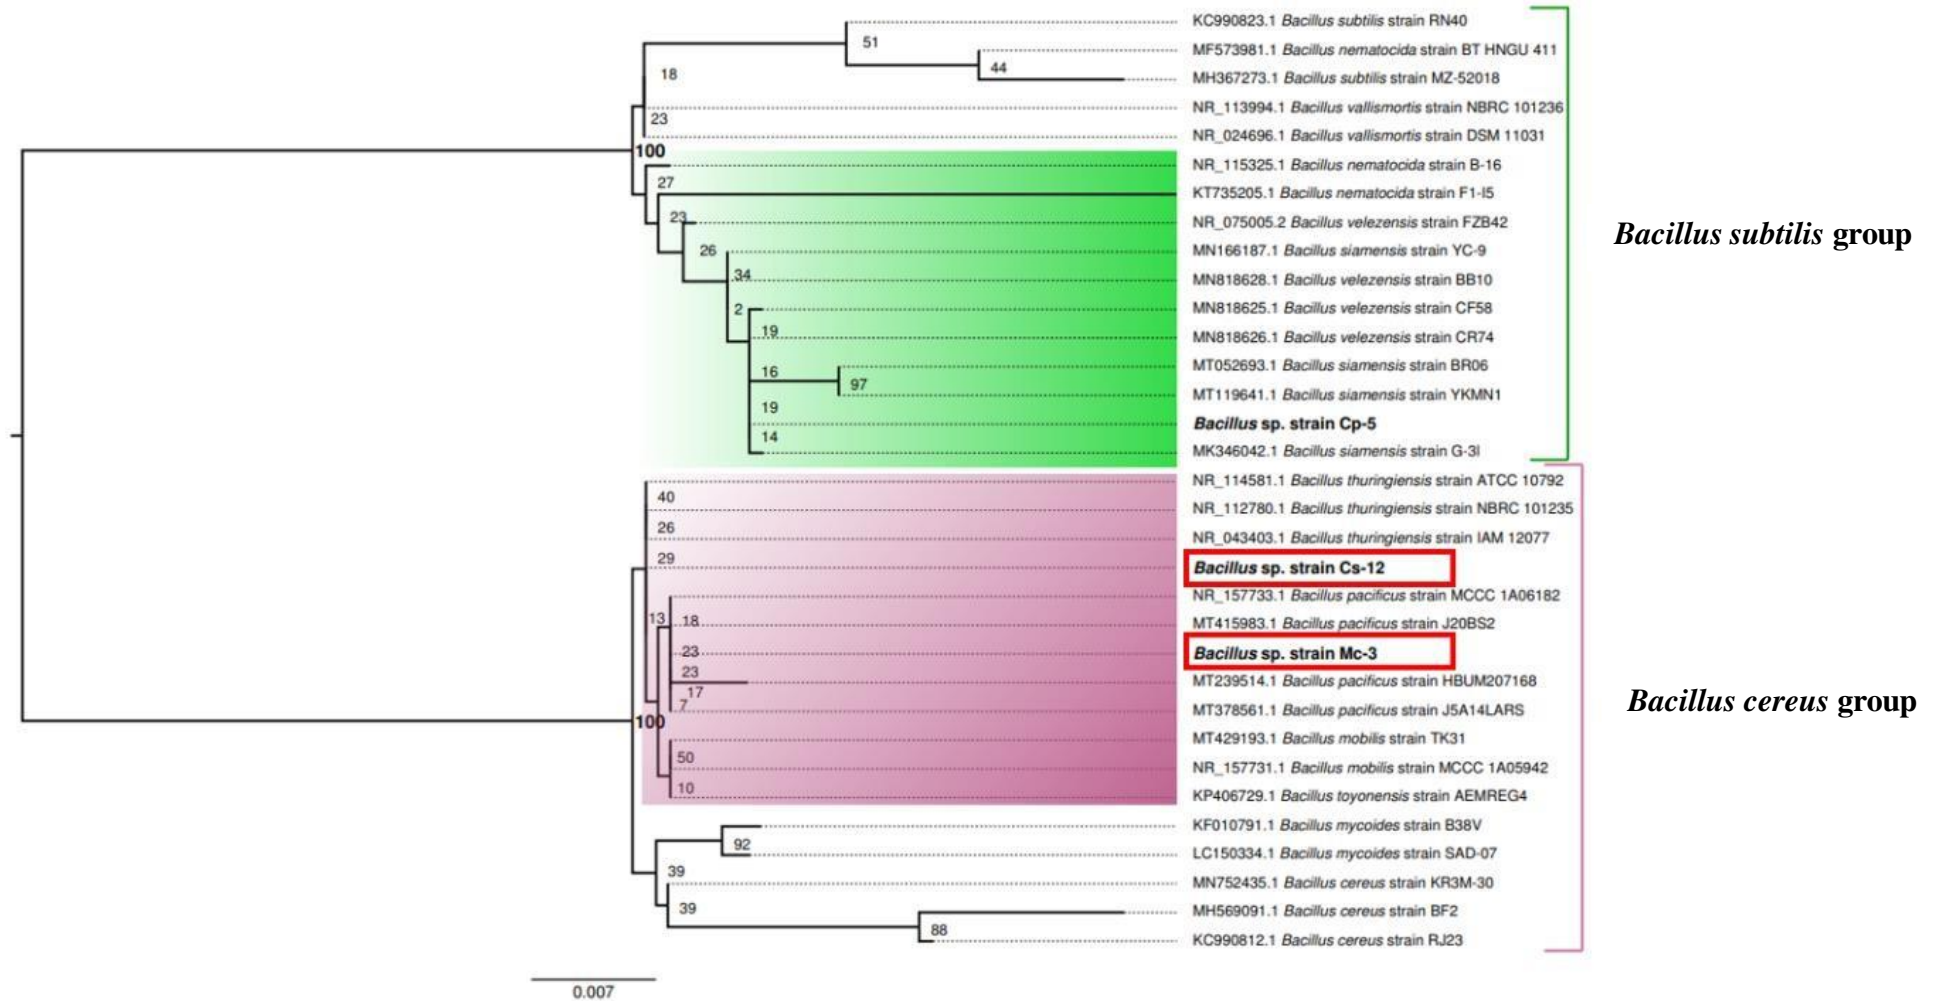 KC990823.1 Bacillus subtilis strain RN40
51
MF573981.1 Bacillus nematocida strain BT HNGU 411
44
18
MH367273.1 Bacillus subtilis strain MZ-52018
NR_113994.1 Bacillus vallismortis strain NBRC 101236
23
NR_024696.1 Bacillus vallismortis strain DSM 11031
100
NR_115325.1 Bacillus nematocida strain B-16
27
KT735205.1 Bacillus nematocida strain F1-I5
23
NR_075005.2 Bacillus velezensis strain FZB42
Bacillus subtilis group
26
MN166187.1 Bacillus siamensis strain YC-9
34
MN818628.1 Bacillus velezensis strain BB10
2
MN818625.1 Bacillus velezensis strain CF58
19
MN818626.1 Bacillus velezensis strain CR74
MT052693.1 Bacillus siamensis strain BR06
16
97
MT119641.1 Bacillus siamensis strain YKMN1
19
Bacillus sp. strain Cp-5
14
MK346042.1 Bacillus siamensis strain G-3I
NR_114581.1 Bacillus thuringiensis strain ATCC 10792
40
NR_112780.1 Bacillus thuringiensis strain NBRC 101235
26
NR_043403.1 Bacillus thuringiensis strain IAM 12077
29
Bacillus sp. strain Cs-12
NR_157733.1 Bacillus pacificus strain MCCC 1A06182
13
18
MT415983.1 Bacillus pacificus strain J20BS2
23
Bacillus sp. strain Mc-3
23
MT239514.1 Bacillus pacificus strain HBUM207168
17
7
Bacillus cereus group
MT378561.1 Bacillus pacificus strain J5A14LARS
100
MT429193.1 Bacillus mobilis strain TK31
50
NR_157731.1 Bacillus mobilis strain MCCC 1A05942
10
KP406729.1 Bacillus toyonensis strain AEMREG4
KF010791.1 Bacillus mycoides strain B38V
92
LC150334.1 Bacillus mycoides strain SAD-07
39
MN752435.1 Bacillus cereus strain KR3M-30
39
MH569091.1 Bacillus cereus strain BF2
88
KC990812.1 Bacillus cereus strain RJ23
0.007